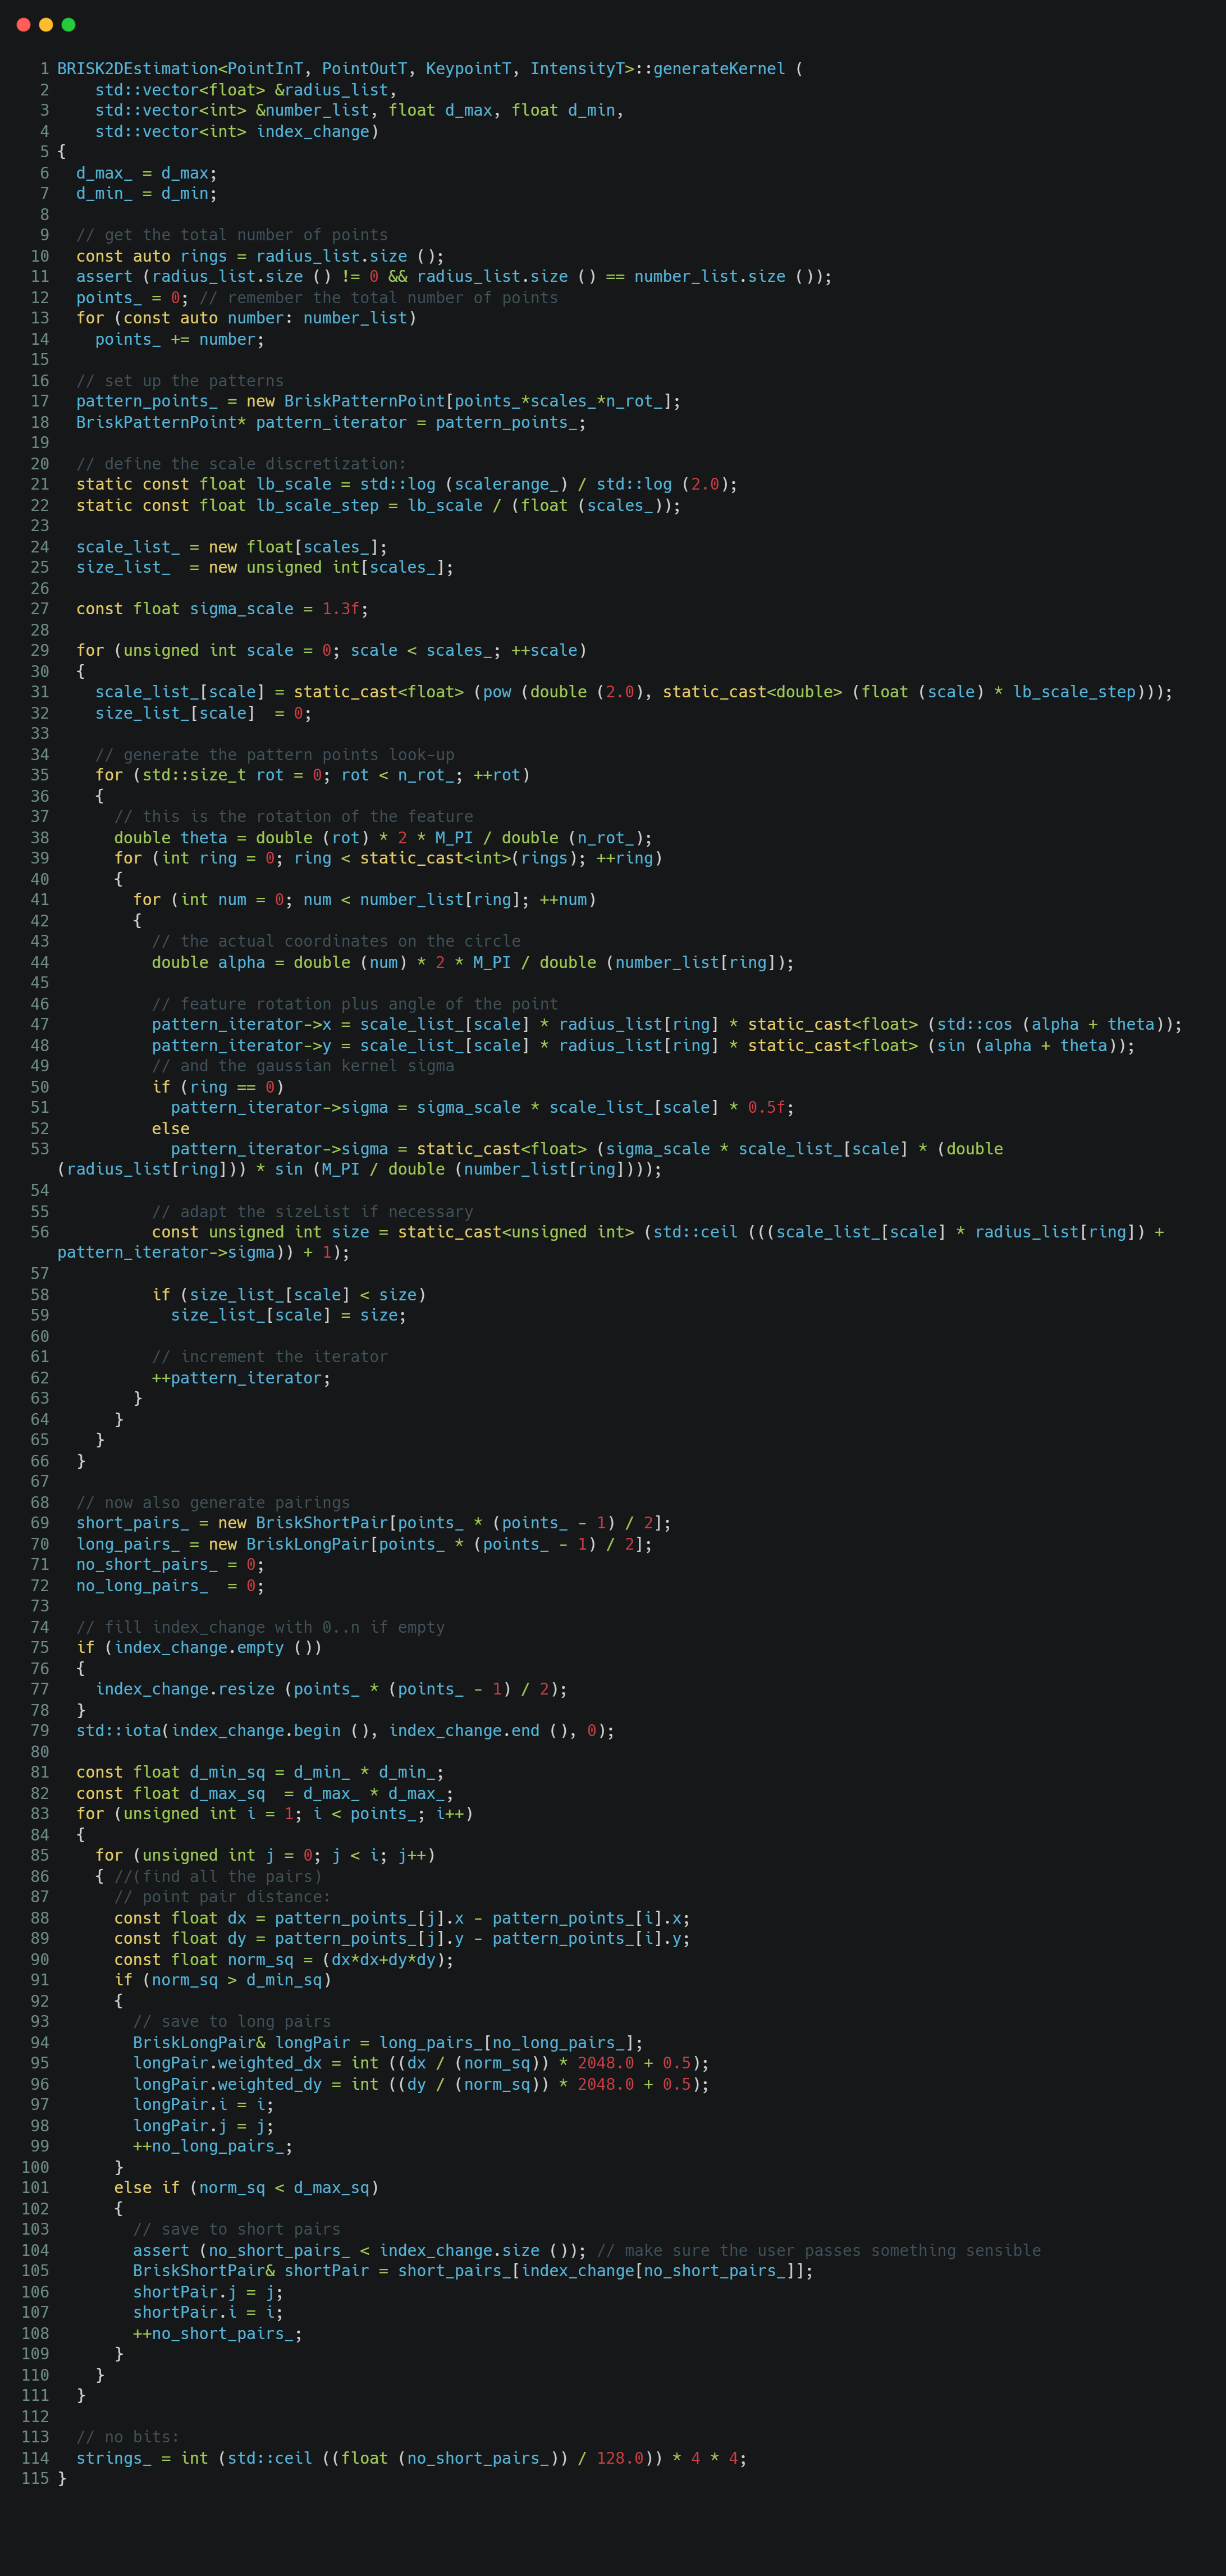 1 BRISK2DEstimation<PointInT, PointOutT, KeypointT, IntensityT>::generateKernel (
2     std::vector<float> &radius_list,
3     std::vector<int> &number_list, float d_max, float d_min,
4     std::vector<int> index_change)
5 {
6   d_max_ = d_max;
7   d_min_ = d_min;
8
9   // get the total number of points
10   const auto rings = radius_list.size ();
11   assert (radius_list.size () != 0 && radius_list.size () == number_list.size ());
12   points_ = 0; // remember the total number of points
13   for (const auto number: number_list)
14     points_ += number;
15
16   // set up the patterns
17   pattern_points_ = new BriskPatternPoint[points_*scales_*n_rot_];
18   BriskPatternPoint* pattern_iterator = pattern_points_;
19
20   // define the scale discretization:
21   static const float lb_scale = std::log (scalerange_) / std::log (2.0);
22   static const float lb_scale_step = lb_scale / (float (scales_));
23
24   scale_list_ = new float[scales_];
25   size_list_  = new unsigned int[scales_];
26
27   const float sigma_scale = 1.3f;
28
29   for (unsigned int scale = 0; scale < scales_; ++scale)
30   {
31     scale_list_[scale] = static_cast<float> (pow (double (2.0), static_cast<double> (float (scale) * lb_scale_step)));
32     size_list_[scale]  = 0;
33
34     // generate the pattern points look-up
35     for (std::size_t rot = 0; rot < n_rot_; ++rot)
36     {
37       // this is the rotation of the feature
38       double theta = double (rot) * 2 * M_PI / double (n_rot_);
39       for (int ring = 0; ring < static_cast<int>(rings); ++ring)
40       {
41         for (int num = 0; num < number_list[ring]; ++num)
42         {
43           // the actual coordinates on the circle
44           double alpha = double (num) * 2 * M_PI / double (number_list[ring]);
45
46           // feature rotation plus angle of the point
47           pattern_iterator->x = scale_list_[scale] * radius_list[ring] * static_cast<float> (std::cos (alpha + theta));
48           pattern_iterator->y = scale_list_[scale] * radius_list[ring] * static_cast<float> (sin (alpha + theta));
49           // and the gaussian kernel sigma
50           if (ring == 0)
51             pattern_iterator->sigma = sigma_scale * scale_list_[scale] * 0.5f;
52           else
53             pattern_iterator->sigma = static_cast<float> (sigma_scale * scale_list_[scale] * (double
(radius_list[ring])) * sin (M_PI / double (number_list[ring])));
54
55           // adapt the sizeList if necessary
56           const unsigned int size = static_cast<unsigned int> (std::ceil (((scale_list_[scale] * radius_list[ring]) +
pattern_iterator->sigma)) + 1);
57
58           if (size_list_[scale] < size)
59             size_list_[scale] = size;
60
61           // increment the iterator
62           ++pattern_iterator;
63         }
64       }
65     }
66   }
67
68   // now also generate pairings
69   short_pairs_ = new BriskShortPair[points_ * (points_ - 1) / 2];
70   long_pairs_ = new BriskLongPair[points_ * (points_ - 1) / 2];
71   no_short_pairs_ = 0;
72   no_long_pairs_  = 0;
73
74   // fill index_change with 0..n if empty
75   if (index_change.empty ())
76   {
77     index_change.resize (points_ * (points_ - 1) / 2);
78   }
79   std::iota(index_change.begin (), index_change.end (), 0);
80
81   const float d_min_sq = d_min_ * d_min_;
82   const float d_max_sq  = d_max_ * d_max_;
83   for (unsigned int i = 1; i < points_; i++)
84   {
85     for (unsigned int j = 0; j < i; j++)
86     { //(find all the pairs)
87       // point pair distance:
88       const float dx = pattern_points_[j].x - pattern_points_[i].x;
89       const float dy = pattern_points_[j].y - pattern_points_[i].y;
90       const float norm_sq = (dx*dx+dy*dy);
91       if (norm_sq > d_min_sq)
92       {
93         // save to long pairs
94         BriskLongPair& longPair = long_pairs_[no_long_pairs_];
95         longPair.weighted_dx = int ((dx / (norm_sq)) * 2048.0 + 0.5);
96         longPair.weighted_dy = int ((dy / (norm_sq)) * 2048.0 + 0.5);
97         longPair.i = i;
98         longPair.j = j;
99         ++no_long_pairs_;
100       }
101       else if (norm_sq < d_max_sq)
102       {
103         // save to short pairs
104         assert (no_short_pairs_ < index_change.size ()); // make sure the user passes something sensible
105         BriskShortPair& shortPair = short_pairs_[index_change[no_short_pairs_]];
106         shortPair.j = j;
107         shortPair.i = i;
108         ++no_short_pairs_;
109       }
110     }
111   }
112
113   // no bits:
114   strings_ = int (std::ceil ((float (no_short_pairs_)) / 128.0)) * 4 * 4;
115 }